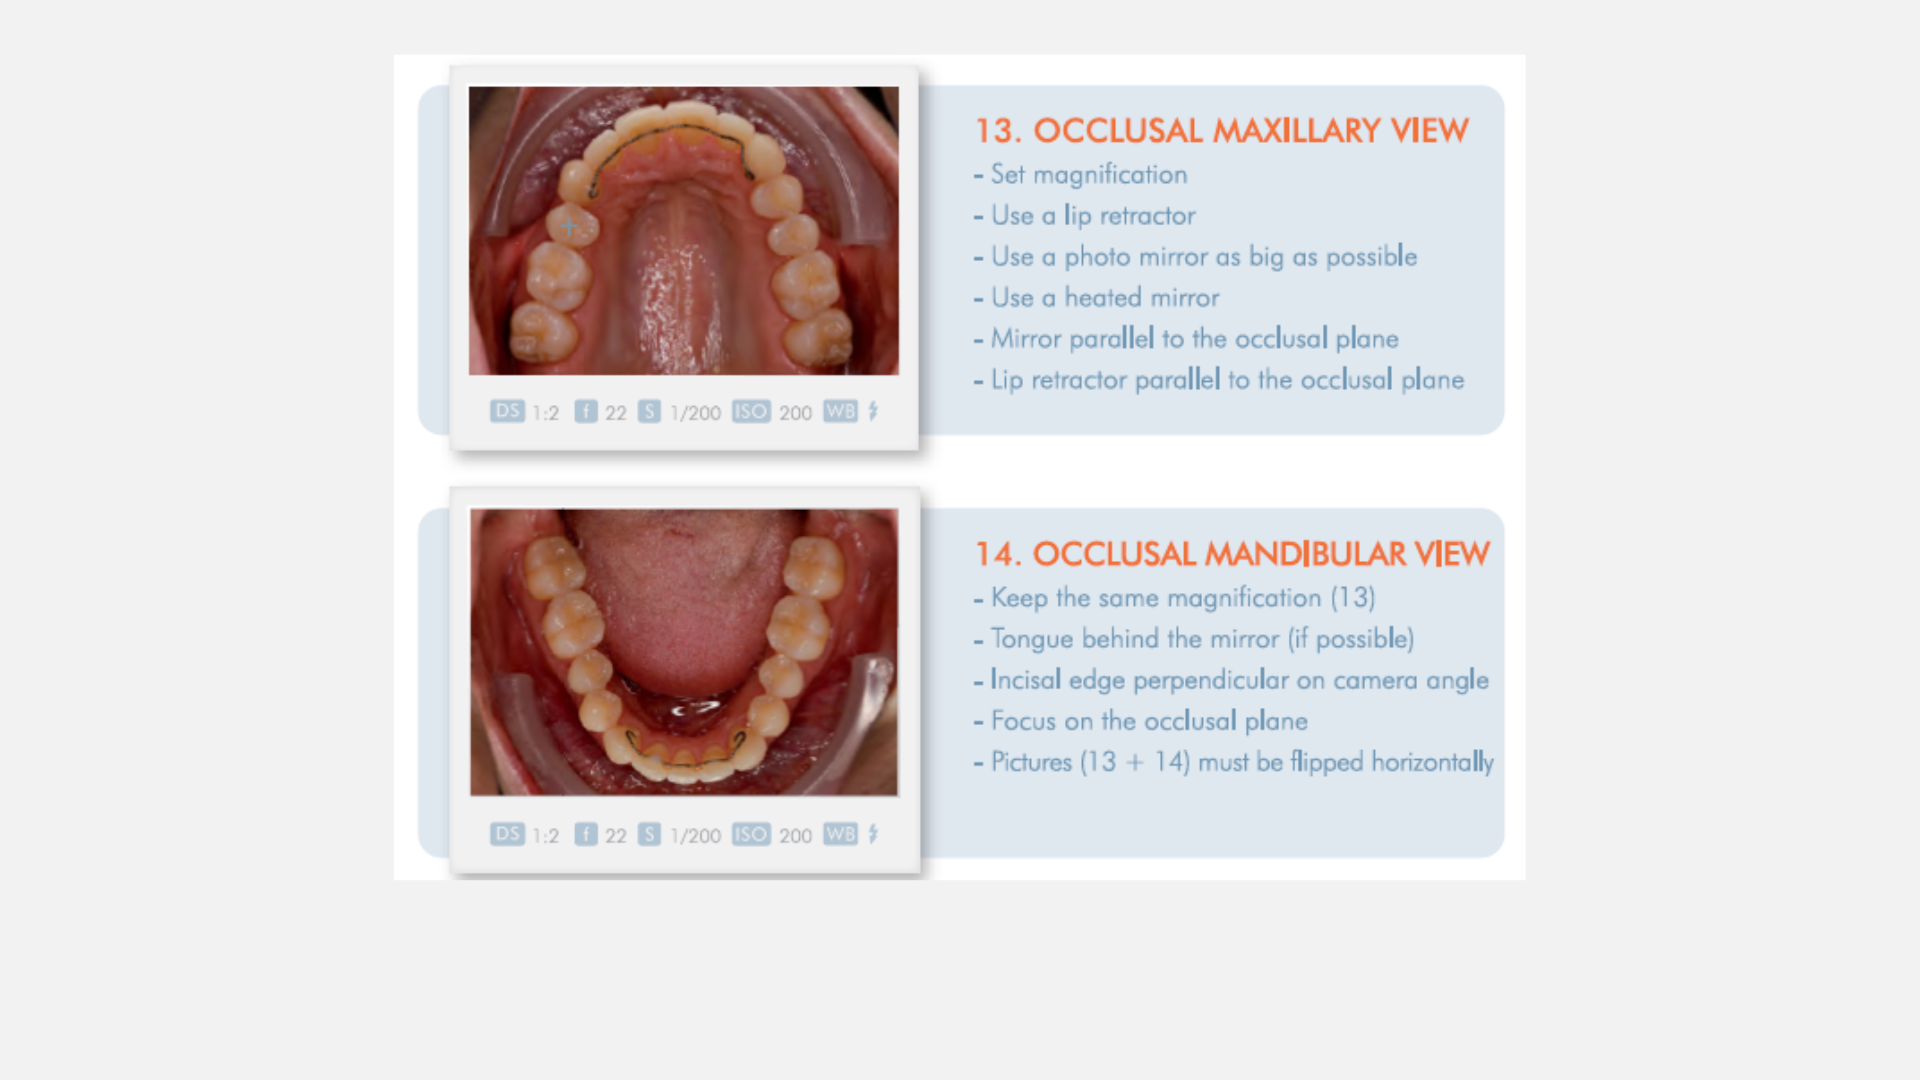 13. OCCLUSAL MAXILLARY VIEW
- Set magnification
- Use a lip retractor
- Use a photo mirror as big as possible
- Use a heated mirror
- Mirror parallel to the occlusal plane
- Lip retractor parallel to the occlusal plane
DS 1:2 f 22 S 1/200 ISO 200 WB
14. OCCLUSAL MANDIBULAR VIEW
- Keep the same magnification (13)
- Tongue behind the mirror (if possible)
- Incisal edge perpendicular on camera angle
- Focus on the occlusal plane
- Pictures (13 + 14) must be flipped horizontally
DS 1:2 f 22 S 1/200 ISO 200 WB